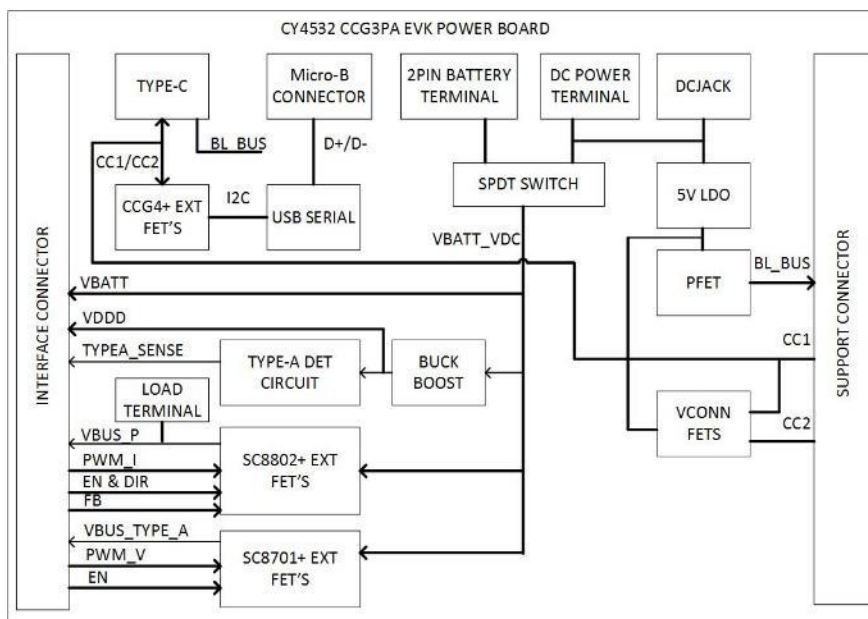 CY4532 CCG3PA EVK POWER BOARD
TYPE-C
Micro-B
CONNECTOR
2PIN BATTERY
TERMINAL
DC POWER
TERMINAL
DCJACK
BL_BUS
D+/D-
CC1/CC2
CCG4+ EXT
FET'S
I2C
USB SERIAL
SPDT SWITCH
5V LDO
VBATT_VDC
BL_BUS
PFET
VBATT
VDDD
TYPEA_SENSE
TYPE-A DET
CIRCUIT
BUCK
BOOST
CC1
LOAD
TERMINAL
VCONN
FETS
CC2
VBUS_P
PWM_I
EN & DIR
FB
SC8802+ EXT
FET'S
VBUS_TYPE_A
PWM_V
EN
SC8701+ EXT
FET'S
INTERFACE CONNECTOR
SUPPORT CONNECTOR